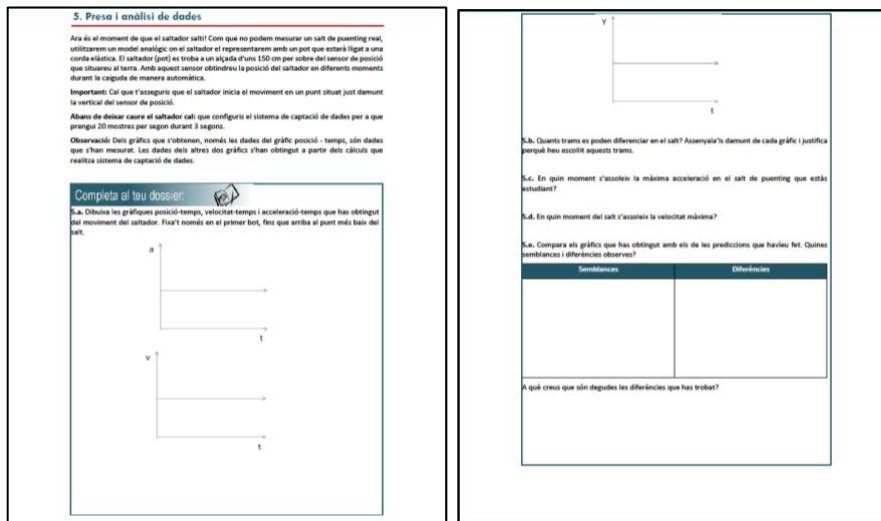 5. Presa i anàlisi de dades
Ara és el moment de que el saltador salti! Com que no podem mesurar un salt de puenting real,
utilitzarem un model analògic on el saltador el representarem amb un pot que estarà lligat a una
corda elàstica. El saltador (pot) es troba a un alçada d'uns 150 cm per sobre del sensor de posició
que situareu al terra. Amb aquest sensor obtindreu la posició del saltador en diferents moments
durant la caiguda de manera automàtica.
Important: Cal que t'asseguris que el saltador inicia el moviment en un punt situat just damunt
la vertical del sensor de posició.
Abans de deixar caure el saltador cal: que configuris el sistema de captació de dades per a que
prengui 20 mostres per segon durant 3 segons.
Observació: Dels gràfics que s'obtenen, només les dades del gràfic posició - temps, són dades
que s'han mesurat. Les dades dels altres dos gràfics s'han obtingut a partir dels càlculs que
realitza sistema de captació de dades.
Completa al teu dossier:
5.a. Dibuixa les gràfiques posició-temps, velocitat-temps i acceleració-temps que has obtingut
del moviment del saltador. Fixa't només en el primer bot, fins que arriba al punt més baix del
salt.
a
t
v
t
Y
t
5.b. Quants trams es poden diferenciar en el salt? Assenyala'ls damunt de cada gràfic i justifica
perquè heu escollit aquests trams.
5.c. En quin moment s'assoleix la màxima acceleració en el salt de puenting que estàs
estudiant?
5.d. En quin moment del salt s'assoleix la velocitat màxima?
5.e. Compara els gràfics que has obtingut amb els de les prediccions que havíeu fet. Quines
semblances i diferències observes?
Semblances Diferències
A què creus que són degudes les diferències que has trobat?